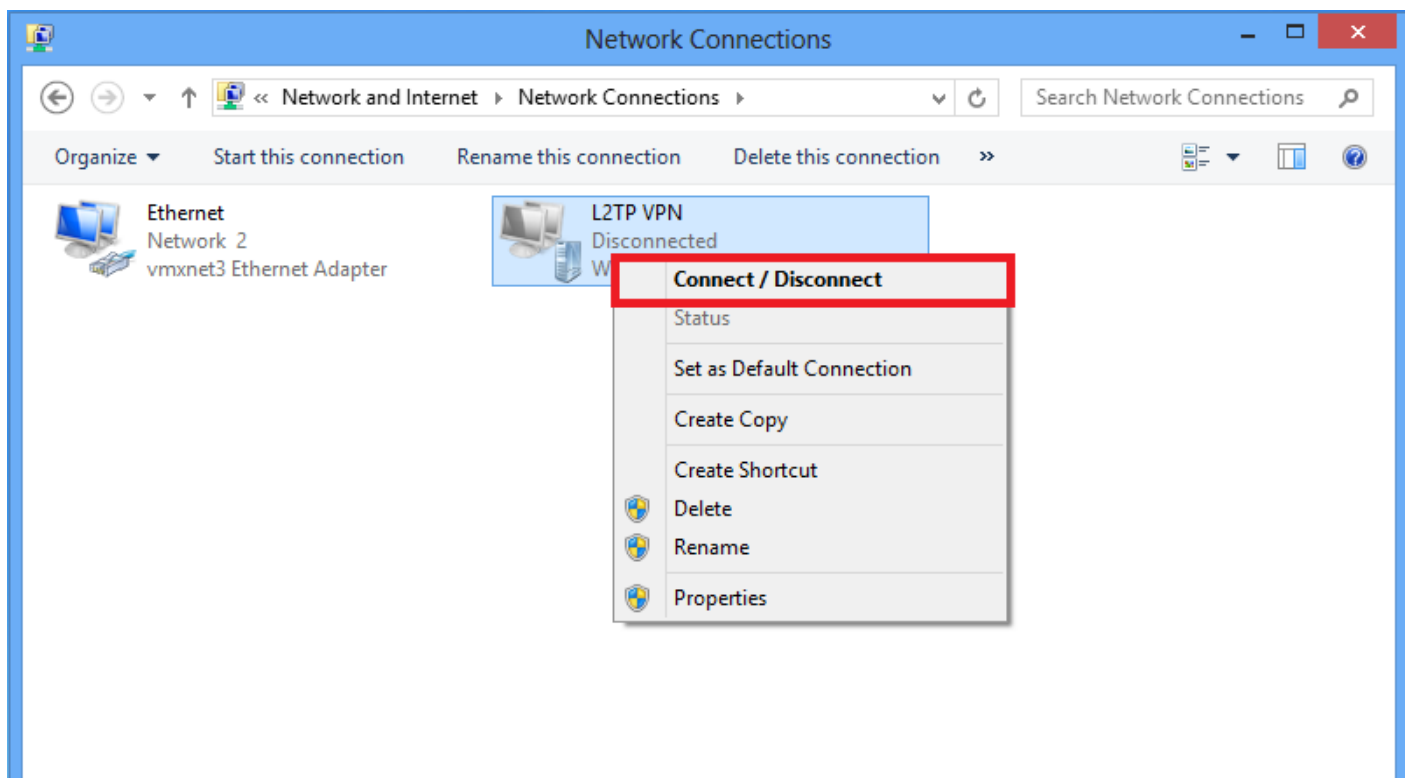 Network Connections
« Network and Internet ▸ Network Connections ▸
Search Network Connections
Organize Start this connection Rename this connection Delete this connection »
Ethernet
Network 2
vmxnet3 Ethernet Adapter
L2TP VPN
Disconnected
Connect / Disconnect
Status
Set as Default Connection
Create Copy
Create Shortcut
Delete
Rename
Properties